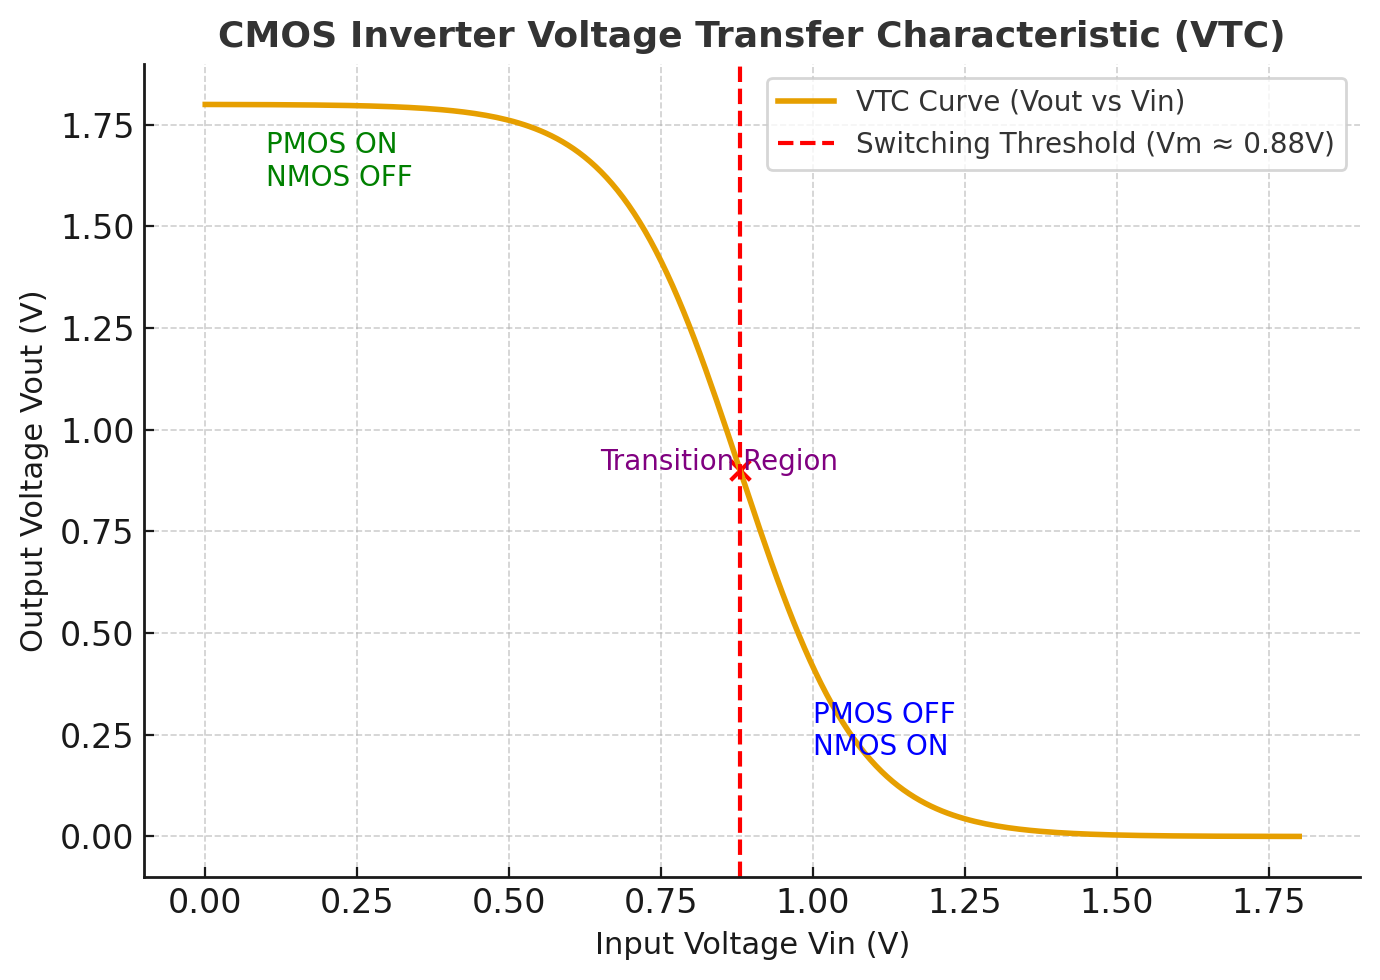 CMOS Inverter Voltage Transfer Characteristic (VTC)
VTC Curve (Vout vs Vin)
Switching Threshold (Vm ≈ 0.88V)
PMOS ON
NMOS OFF
Transition Region
PMOS OFF
NMOS ON
Output Voltage Vout (V)
1.75
1.50
1.25
1.00
0.75
0.50
0.25
0.00
0.00 0.25 0.50 0.75 1.00 1.25 1.50 1.75
Input Voltage Vin (V)